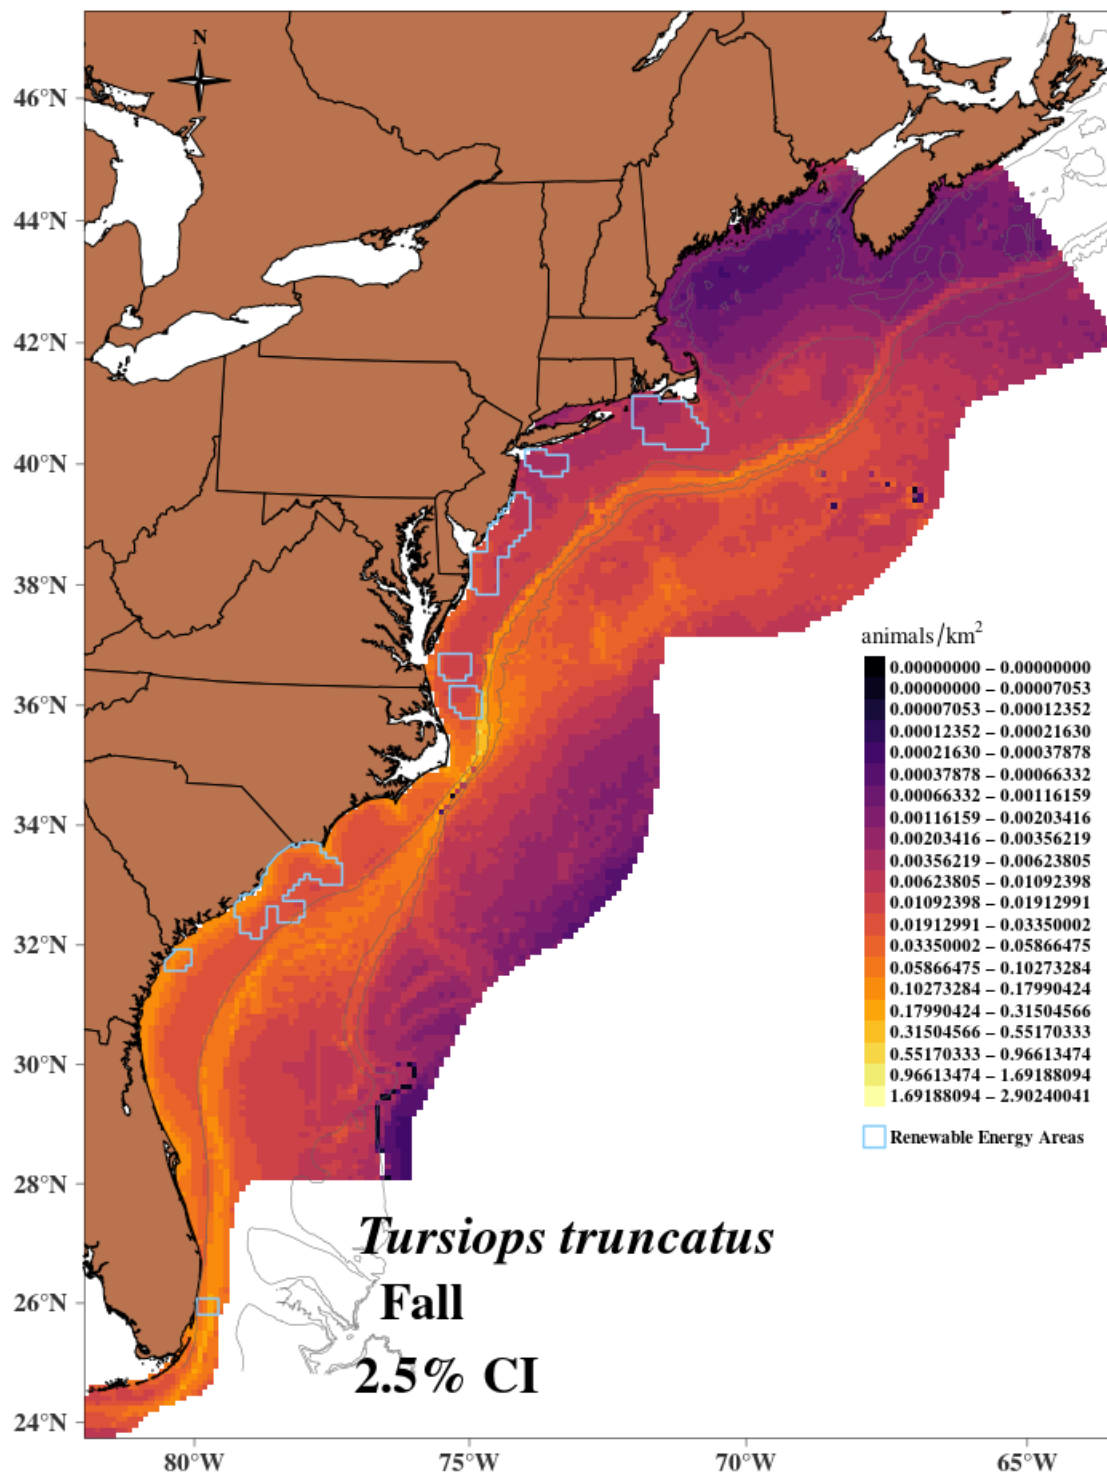 N
46°N
44°N
42°N
40°N
38°N
36°N
34°N
32°N
30°N
28°N
26°N
24°N
80°W
75°W
70°W
65°W
animals/km²
0.00000000 – 0.00000000
0.00000000 – 0.00007053
0.00007053 – 0.00012352
0.00012352 – 0.00021630
0.00021630 – 0.00037878
0.00037878 – 0.00066332
0.00066332 – 0.00116159
0.00116159 – 0.00203416
0.00203416 – 0.00356219
0.00356219 – 0.00623805
0.00623805 – 0.01092398
0.01092398 – 0.01912991
0.01912991 – 0.03350002
0.03350002 – 0.05866475
0.05866475 – 0.10273284
0.10273284 – 0.17990424
0.17990424 – 0.31504566
0.31504566 – 0.55170333
0.55170333 – 0.96613474
0.96613474 – 1.69188094
1.69188094 – 2.90240041
Renewable Energy Areas
Tursiops truncatus
Fall
2.5% CI